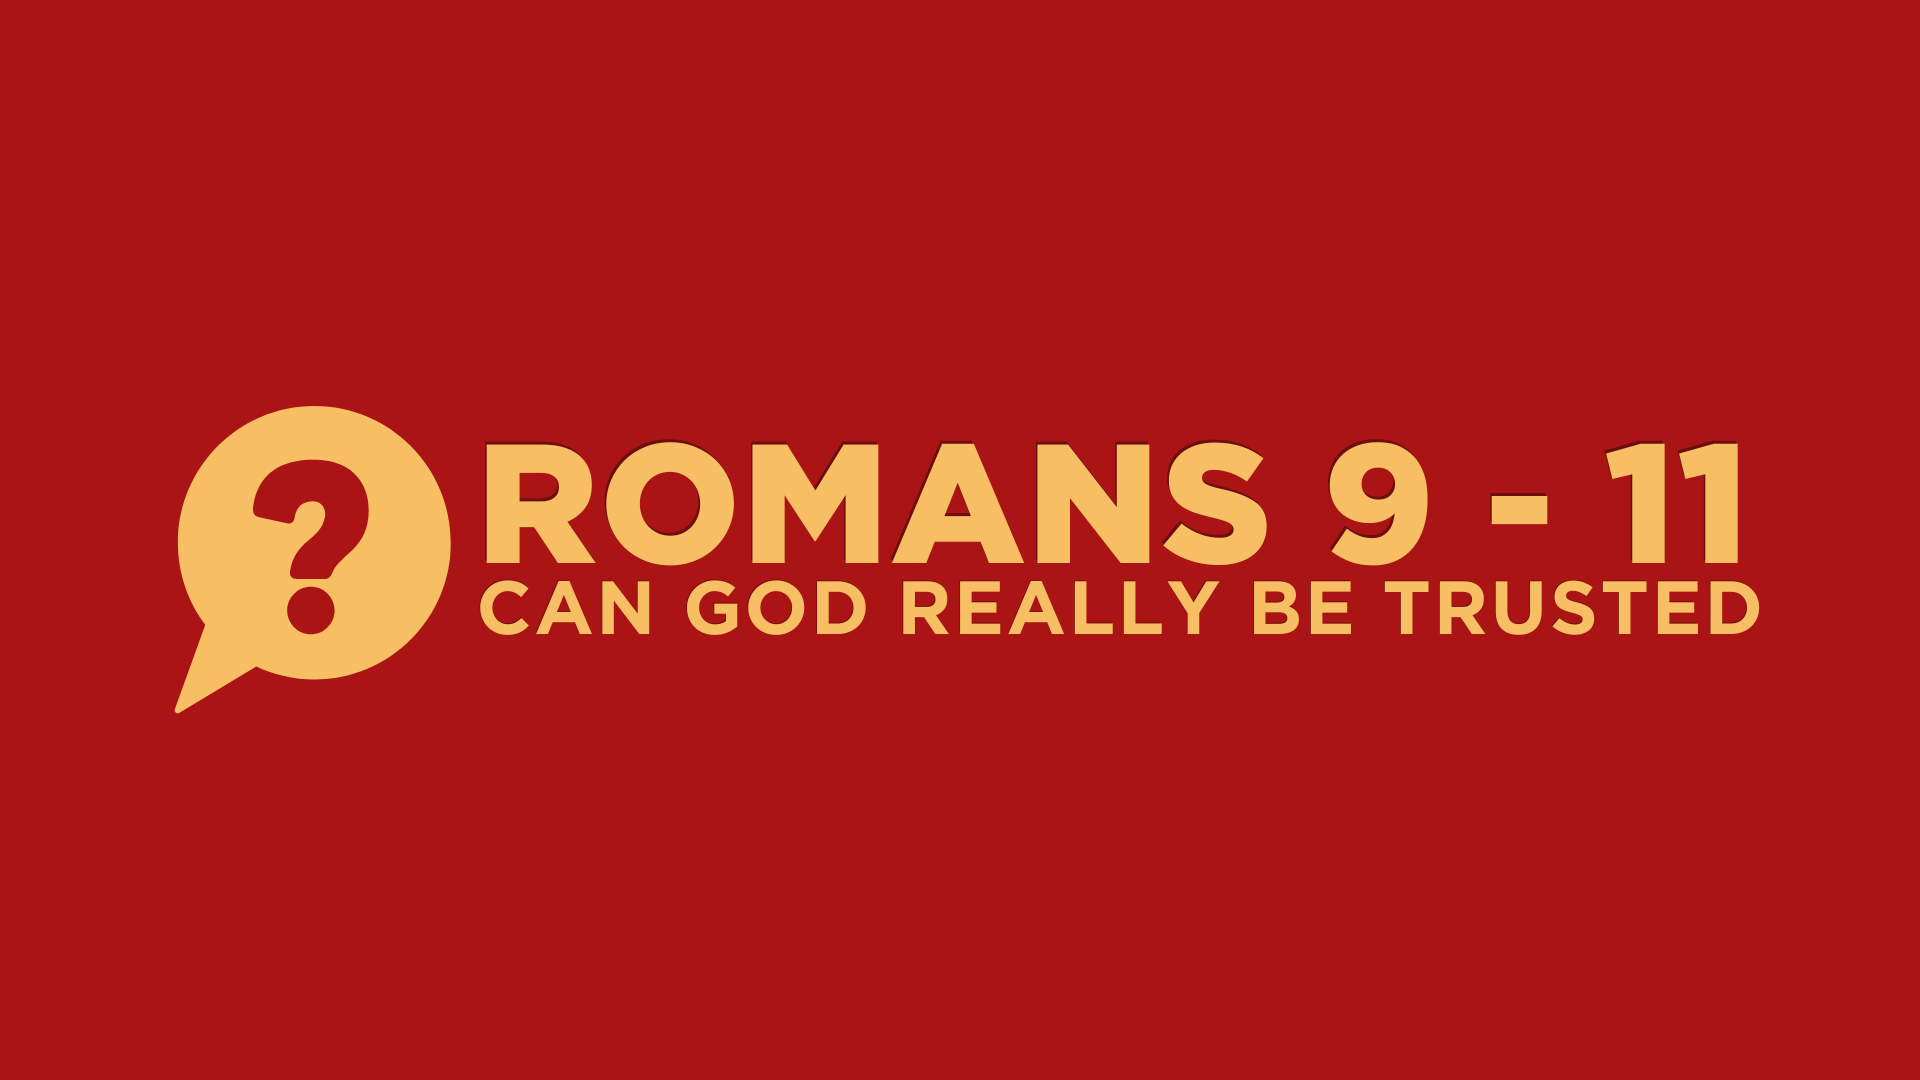 ?
ROMANS 9 - 11
CAN GOD REALLY BE TRUSTED